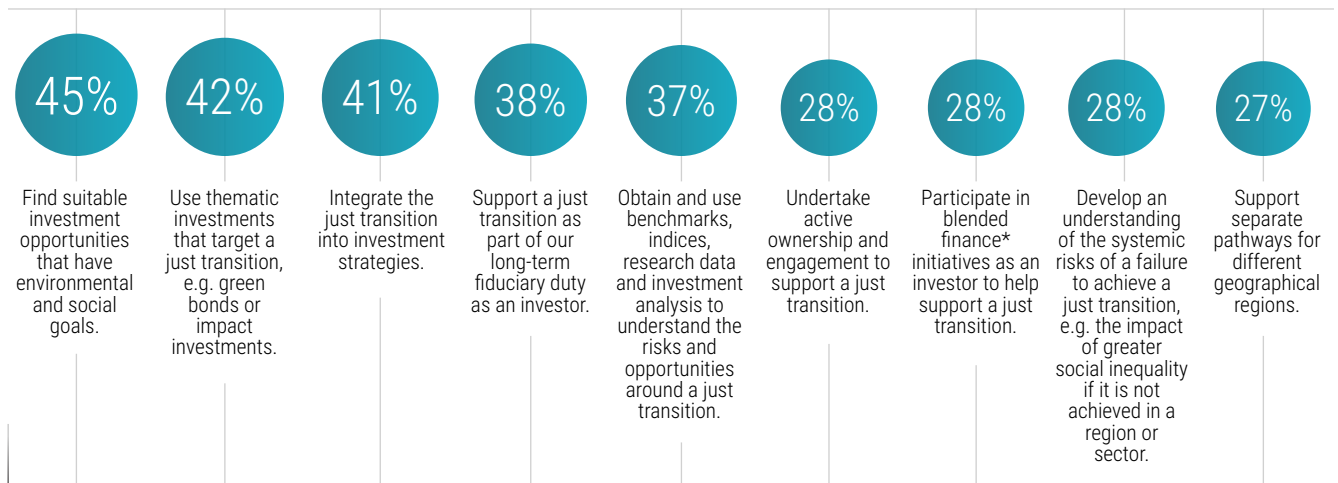 45%
Find suitable
investment
opportunities
that have
environmental
and social
goals.
42%
Use thematic
investments
that target a
just transition,
e.g. green
bonds or
impact
investments.
41%
Integrate the
just transition
into investment
strategies.
38%
Support a just
transition as
part of our
long-term
fiduciary duty
as an investor.
37%
Obtain and use
benchmarks,
indices,
research data
and investment
analysis to
understand the
risks and
opportunities
around a just
transition.
28%
Undertake
active
ownership and
engagement to
support a just
transition.
28%
Participate in
blended
finance*
initiatives as an
investor to help
support a just
transition.
28%
Develop an
understanding
of the systemic
risks of a failure
to achieve a
just transition,
e.g. the impact
of greater
social inequality
if it is not
achieved in a
region or
sector.
27%
Support
separate
pathways for
different
geographical
regions.